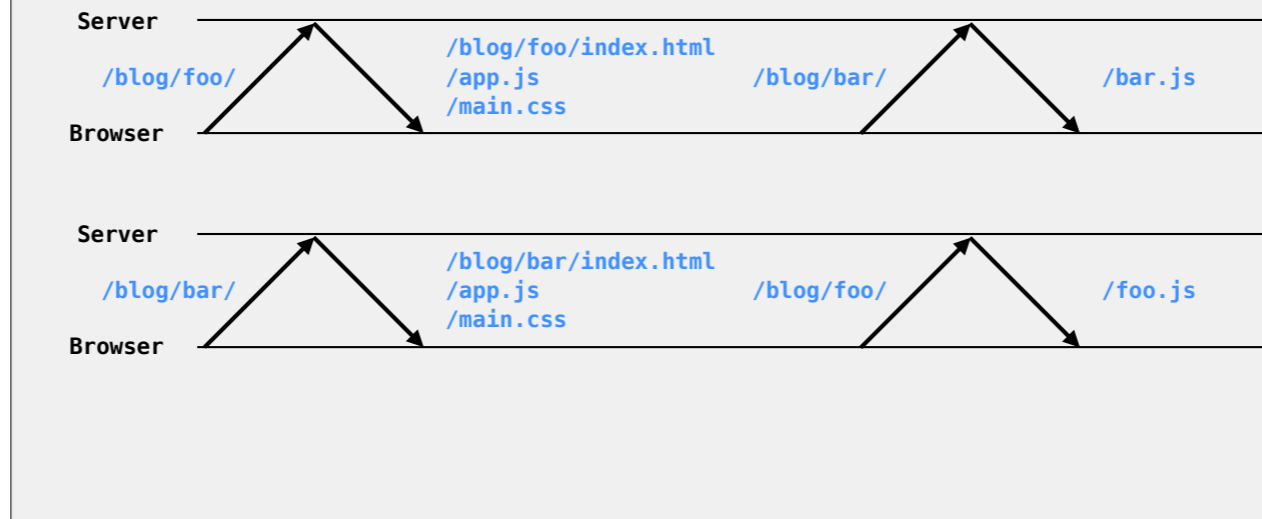 Server
/blog/foo/index.html
/blog/foo/ /app.js /blog/bar/ /bar.js
/main.css
Browser
Server
/blog/bar/index.html
/blog/bar/ /app.js /blog/foo/ /foo.js
/main.css
Browser